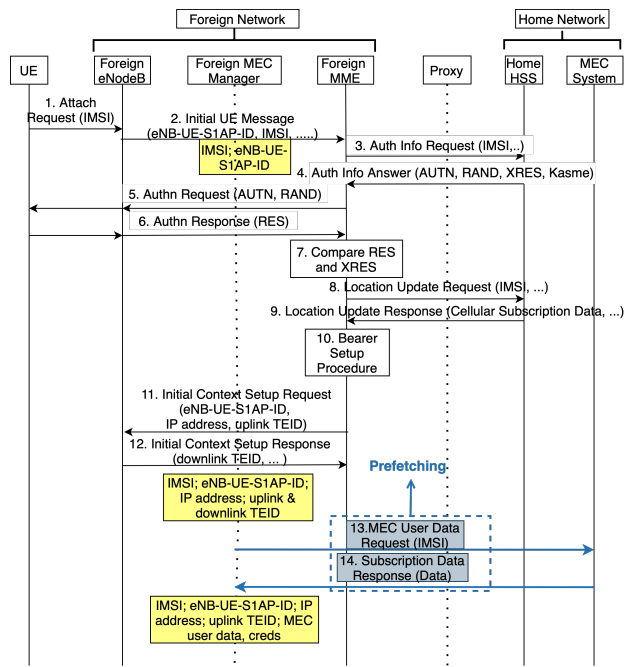 Foreign Network
Home Network
UE
Foreign
eNodeB
Foreign MEC
Manager
Foreign
MME
Proxy
Home
HSS
MEC
System
1. Attach
Request (IMSI)
2. Initial UE Message
(eNB-UE-S1AP-ID, IMSI, .....)
IMSI; eNB-UE-
S1AP-ID
3. Auth Info Request (IMSI,..)
4. Auth Info Answer (AUTN, RAND, XRES, Kasme)
5. Authn Request (AUTN, RAND)
6. Authn Response (RES)
7. Compare RES
and XRES
8. Location Update Request (IMSI, ...)
9. Location Update Response (Cellular Subscription Data, ...)
10. Bearer
Setup
Procedure
11. Initial Context Setup Request
(eNB-UE-S1AP-ID,
IP address, uplink TEID)
12. Initial Context Setup Response
(downlink TEID, ... )
IMSI; eNB-UE-S1AP-ID;
IP address; uplink &
downlink TEID
Prefetching
13.MEC User Data
Request (IMSI)
14. Subscription Data
Response (Data)
IMSI; eNB-UE-S1AP-ID; IP
address; uplink TEID; MEC
user data, creds